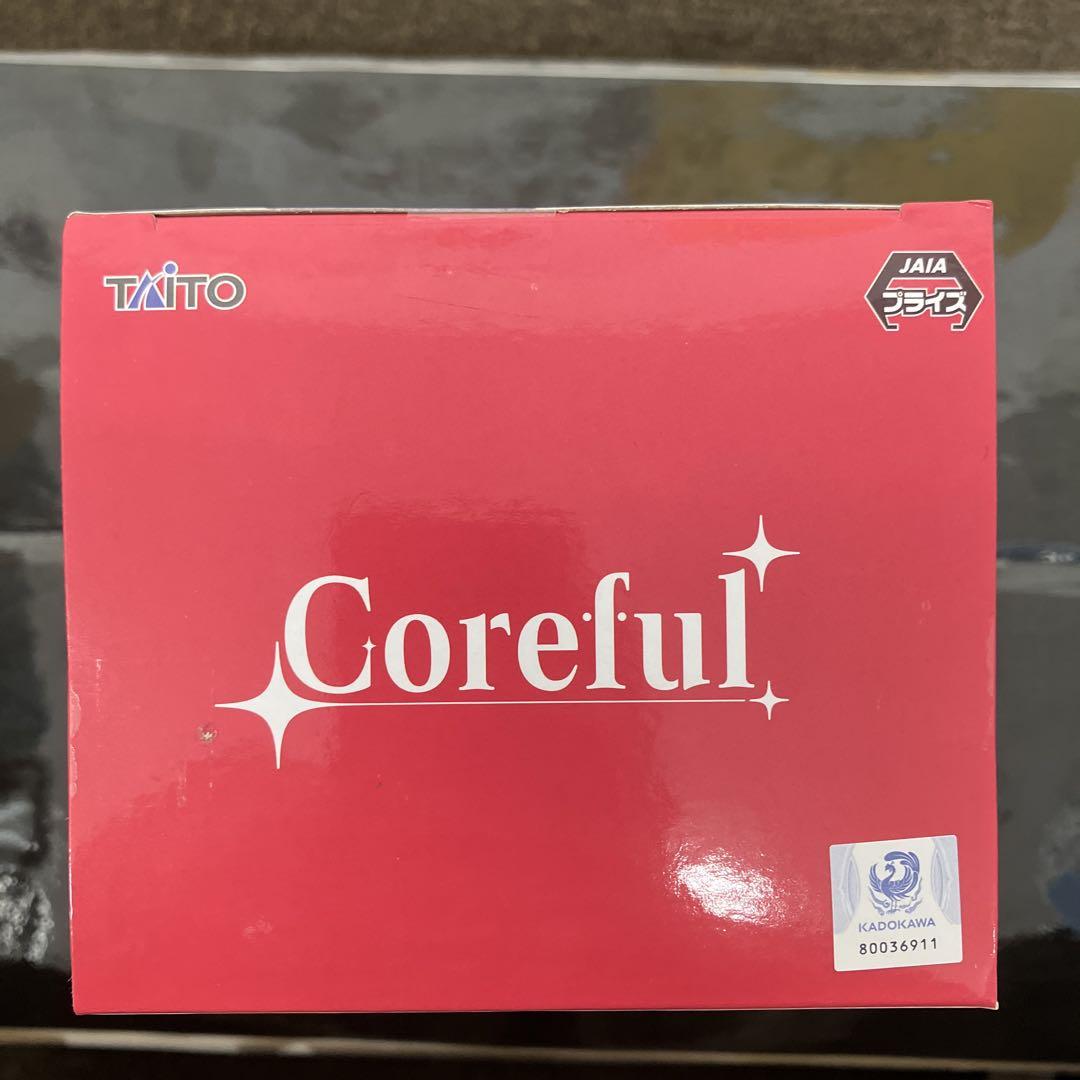 TAiTO
JAIA
プライズ
Coreful
KADOKAWA
80036911